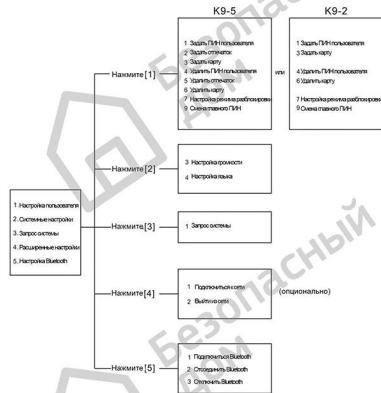 K9-5
K9-2
1 Задать ПИН пользователя
2 Задать отпечаток
3 Задать карту
4 Удалить ПИН пользователя
5 Удалить отпечаток
6 Удалить карту
7 Настройка режима разблокировки
9 Смена главного ПИН
или
1 Задать ПИН пользователя
3 Задать карту
4 Удалить ПИН пользователя
6 Удалить карту
7 Настройка режима разблокировки
9 Смена главного ПИН
Нажмите [1]
Нажмите [2]
3 Настройка громкости
4 Настройка языка
1. Настройка пользователя
2. Системные настройки
3. Запрос системы
4. Расширенные настройки
5. Настройка Bluetooth
Нажмите [3]
1 Запрос системы
Нажмите [4]
1 Подключиться к сети
2 Выйти из сети
(опционально)
Нажмите [5]
1 Подключиться Bluetooth
2 Отсоединить Bluetooth
3 Отключить Bluetooth
Безопасный
дом
Безопасный
дом